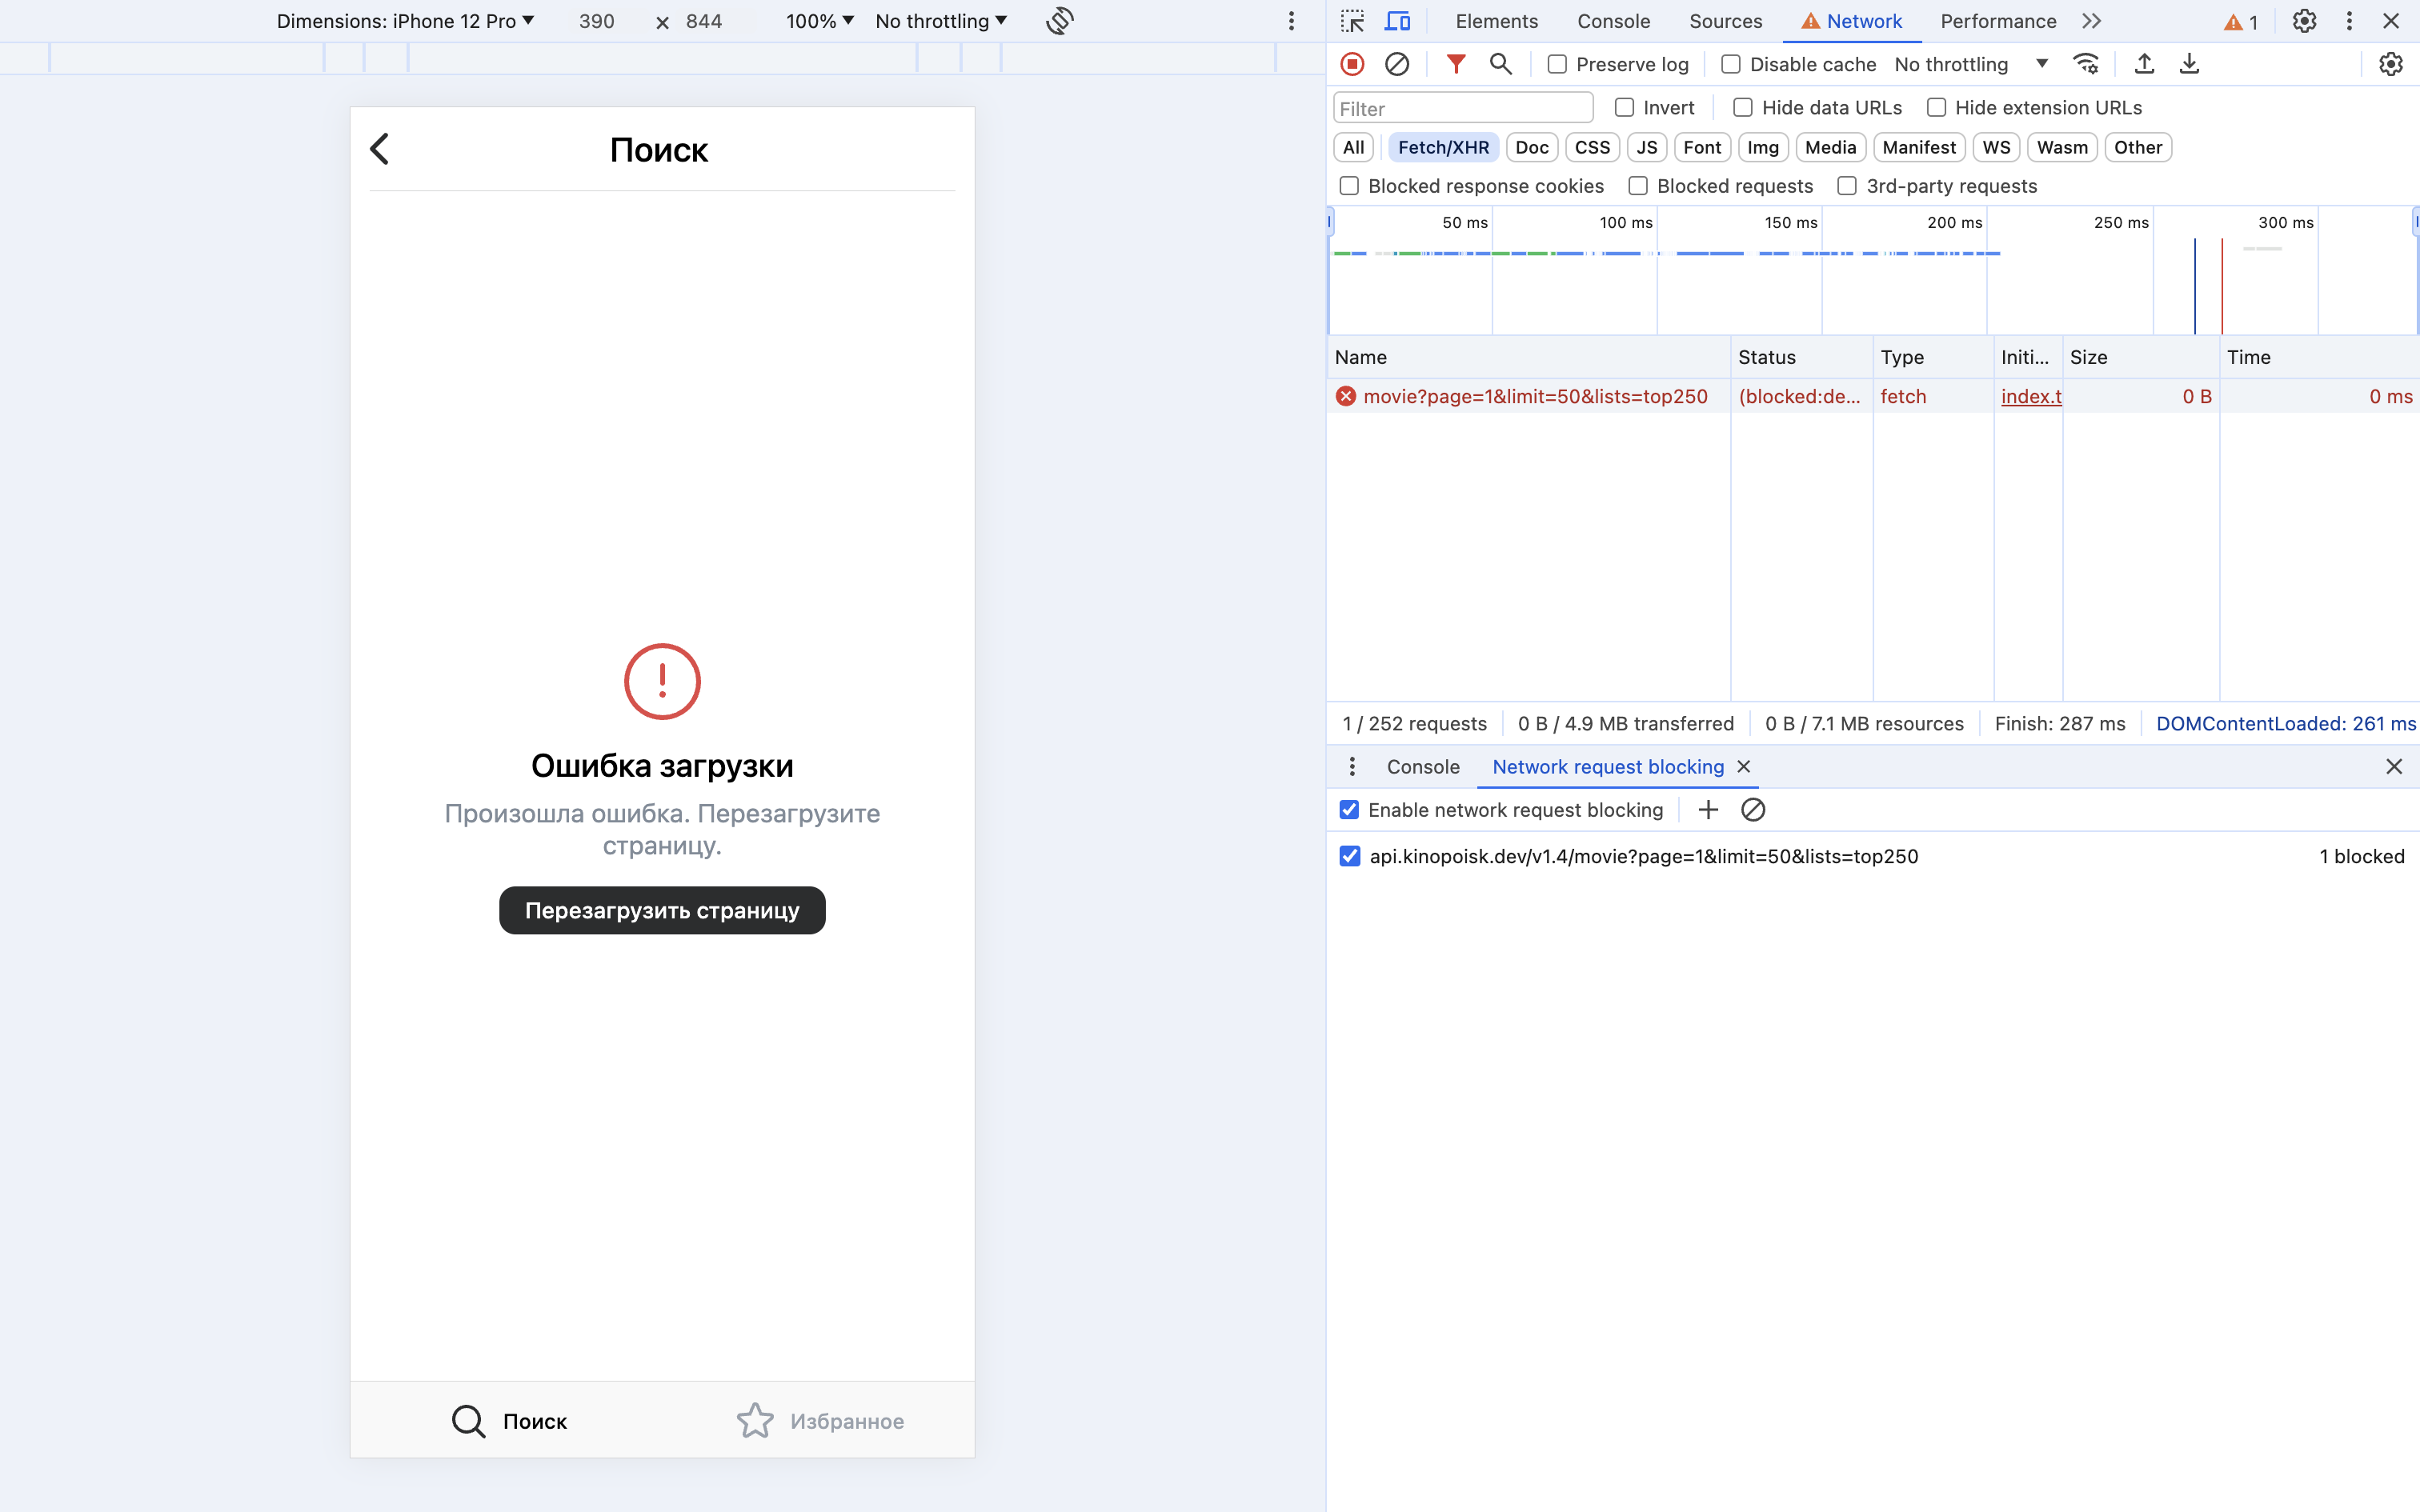 Dimensions: iPhone 12 Pro 390 x 844 100% No throttling
Поиск
Ошибка загрузки
Произошла ошибка. Перезагрузите
страницу.
Перезагрузить страницу
Поиск Избранное
Elements Console Sources Network Performance 1
Preserve log Disable cache No throttling
Filter Invert Hide data URLs Hide extension URLs
All Fetch/XHR Doc CSS JS Font Img Media Manifest WS Wasm Other
Blocked response cookies Blocked requests 3rd-party requests
50 ms 100 ms 150 ms 200 ms 250 ms 300 ms
Name Status Type Initi... Size Time
movie?page=1&limit=50&lists=top250 (blocked:de... fetch index.t 0 B 0 ms
1 / 252 requests 0 B / 4.9 MB transferred 0 B / 7.1 MB resources Finish: 287 ms DOMContentLoaded: 261 ms
Console Network request blocking
Enable network request blocking
api.kinopoisk.dev/v1.4/movie?page=1&limit=50&lists=top250 1 blocked